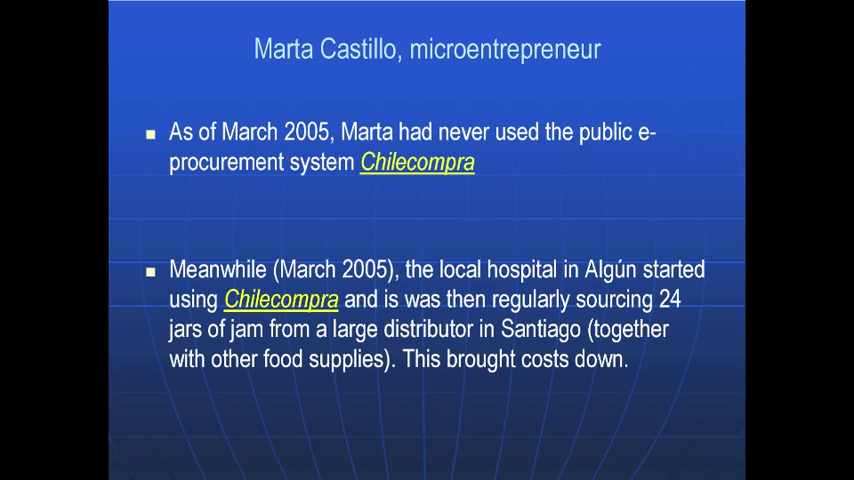 Marta Castillo, microentrepreneur
As of March 2005, Marta had never used the public e-
procurement system Chilecompra
Meanwhile (March 2005), the local hospital in Algún started
using Chilecompra and is was then regularly sourcing 24
jars of jam from a large distributor in Santiago (together
with other food supplies). This brought costs down.